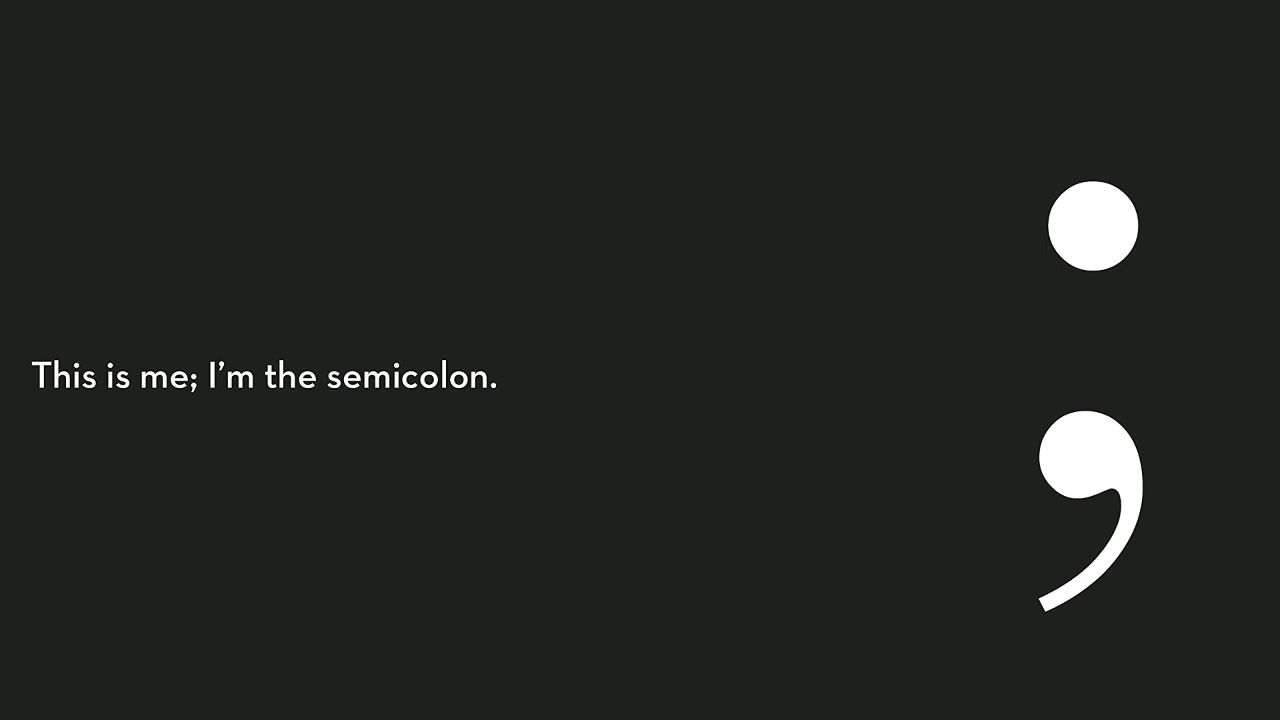 This is me; I’m the semicolon.
;